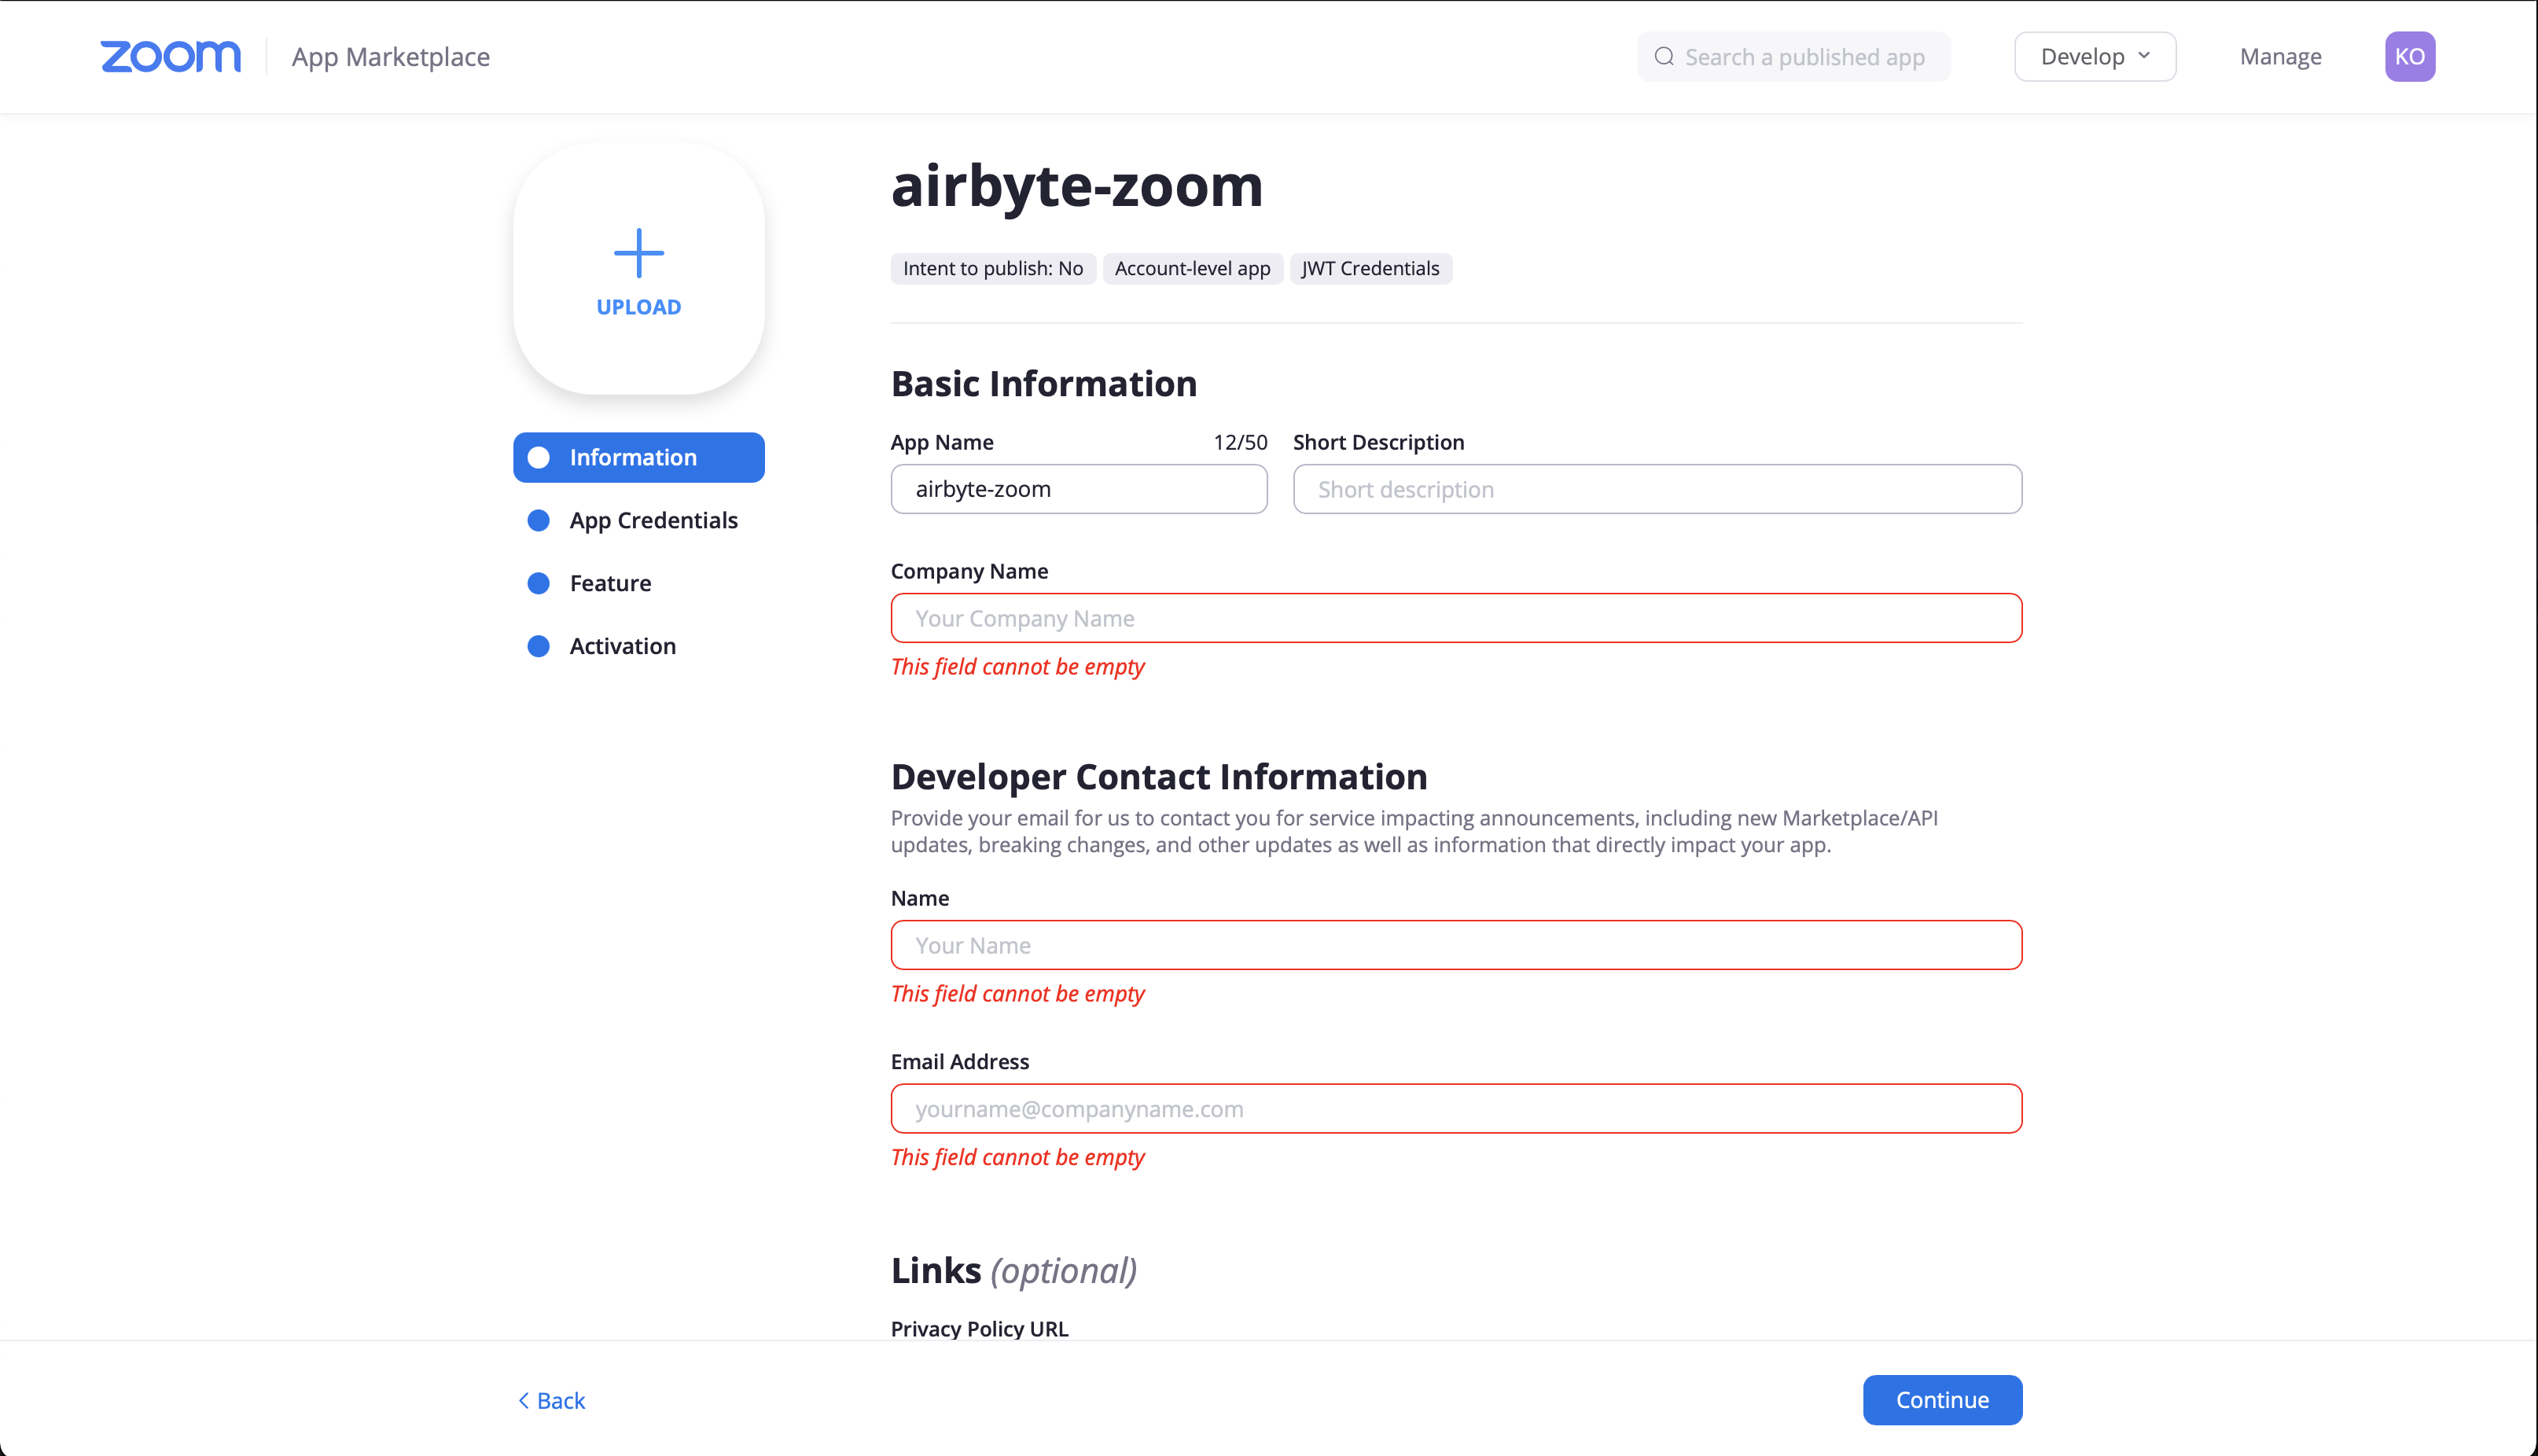 zoom App Marketplace
Search a published app
Develop
Manage
KO
UPLOAD
Information
App Credentials
Feature
Activation
airbyte-zoom
Intent to publish: No Account-level app JWT Credentials
Basic Information
App Name 12/50 Short Description
airbyte-zoom Short description
Company Name
Your Company Name
This field cannot be empty
Developer Contact Information
Provide your email for us to contact you for service impacting announcements, including new Marketplace/API
updates, breaking changes, and other updates as well as information that directly impact your app.
Name
Your Name
This field cannot be empty
Email Address
yourname@companyname.com
This field cannot be empty
Links (optional)
Privacy Policy URL
Back
Continue